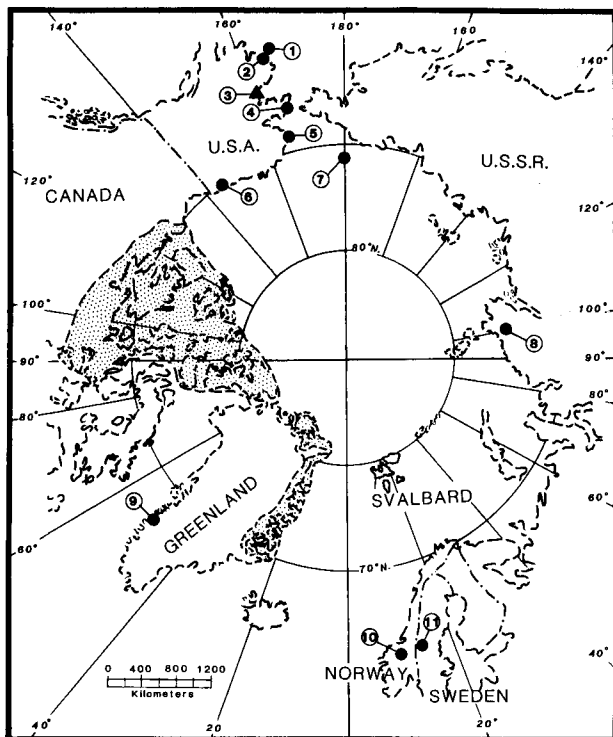 140°
160°
180°
160°
140°
1
2
3
4
5
6
7
U.S.A.
U.S.S.R.
CANADA
120°
120°
80°N.
100°
90°
80°
60°
100°
90°
80°
60°
8
9
GREENLAND
SVALBARD
70°N.
10
11
NORWAY
SWEDEN
0 400 800 1200
Kilometers
40°
20
0
20°
40°